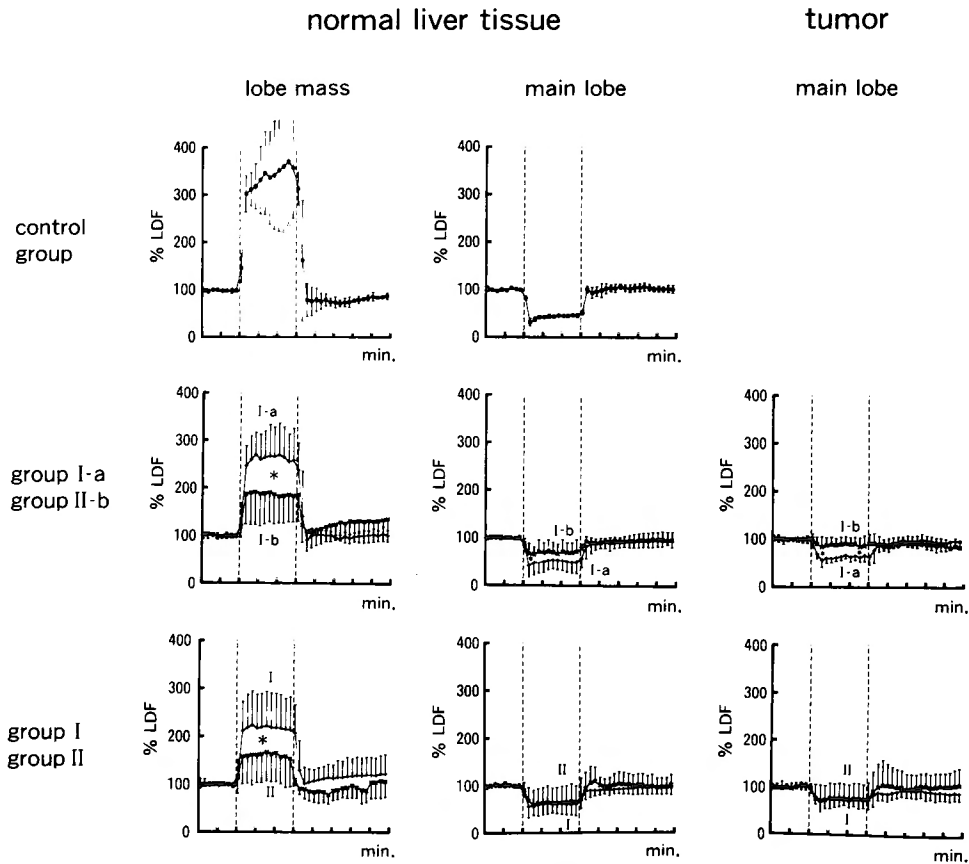 normal liver tissue tumor
lobe mass main lobe main lobe
control
group
% LDF
400
300
200
100
0
min.
% LDF
400
300
200
100
0
min.
group I-a
group II-b
% LDF
400
300
200
100
0
I-a
*
I-b
min.
% LDF
400
300
200
100
0
I-b
I-a
min.
% LDF
400
300
200
100
0
I-b
I-a
min.
group I
group II
% LDF
400
300
200
100
0
I
*
II
min.
% LDF
400
300
200
100
0
II
I
min.
% LDF
400
300
200
100
0
II
I
min.